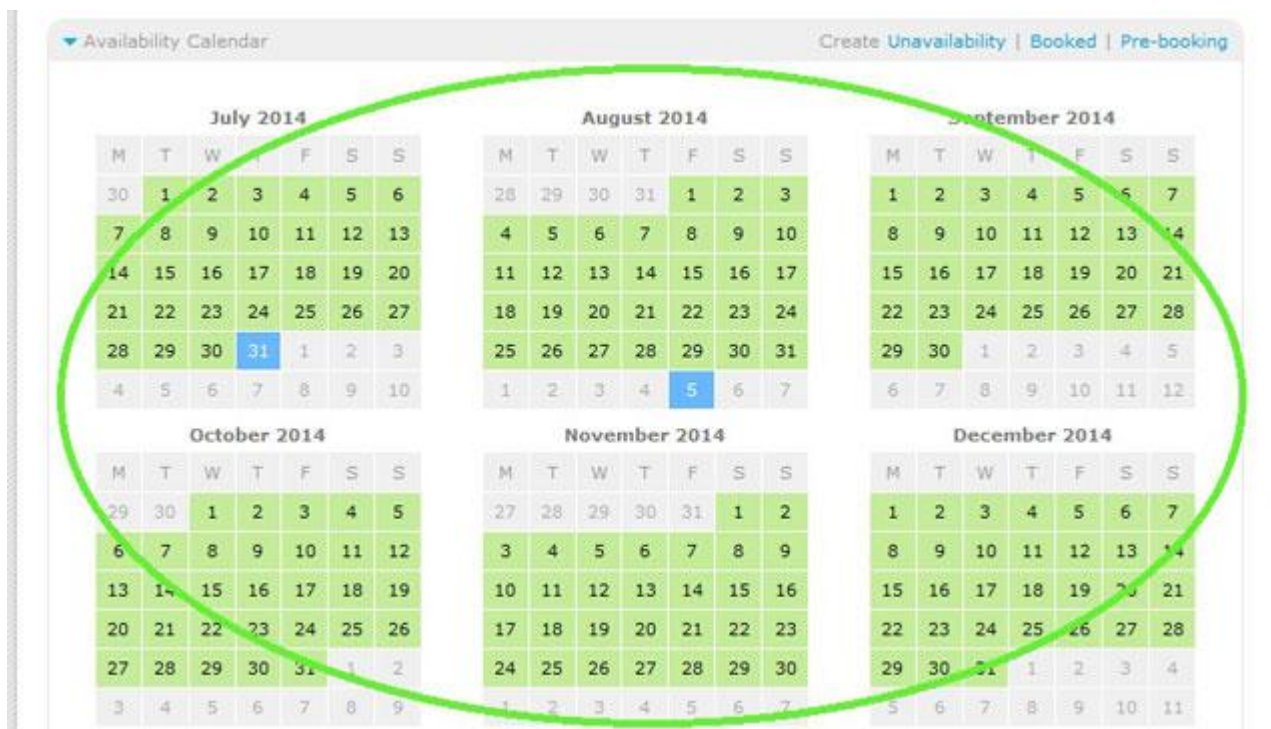 Availability Calendar Create Unavailability | Booked | Pre-booking
July 2014 August 2014 September 2014
M T W T F S S M T W T F S S M T W T F S S
30 1 2 3 4 5 6 28 29 30 31 1 2 3 1 2 3 4 5 6 7
7 8 9 10 11 12 13 4 5 6 7 8 9 10 8 9 10 11 12 13 14
14 15 16 17 18 19 20 11 12 13 14 15 16 17 15 16 17 18 19 20 21
21 22 23 24 25 26 27 18 19 20 21 22 23 24 22 23 24 25 26 27 28
28 29 30 31 1 2 3 25 26 27 28 29 30 31 29 30 1 2 3 4 5
4 5 6 7 8 9 10 1 2 3 4 5 6 7 6 7 8 9 10 11 12
October 2014 November 2014 December 2014
M T W T F S S M T W T F S S M T W T F S S
29 30 1 2 3 4 5 27 28 29 30 31 1 2 1 2 3 4 5 6 7
6 7 8 9 10 11 12 3 4 5 6 7 8 9 8 9 10 11 12 13 14
13 14 15 16 17 18 19 10 11 12 13 14 15 16 15 16 17 18 19 20 21
20 21 22 23 24 25 26 17 18 19 20 21 22 23 22 23 24 25 26 27 28
27 28 29 30 31 1 2 24 25 26 27 28 29 30 29 30 31 1 2 3 4
3 4 5 6 7 8 9 1 2 3 4 5 6 7 5 6 7 8 9 10 11